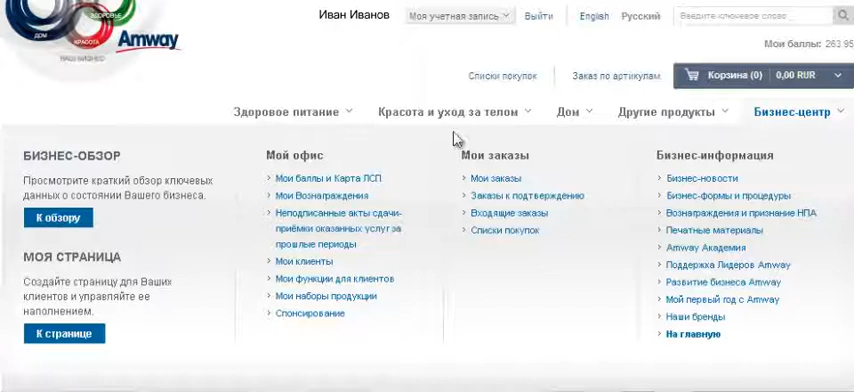 ЗДОРОВЬЕ
ДОМ
КРАСОТА
Amway
НАШ БИЗНЕС
Иван Иванов
Моя учетная запись
Выйти
English
Русский
Введите ключевое слово ...
Мои баллы: 263.95
Списки покупок
Заказ по артикулам
Корзина (0)
0,00 RUR
Здоровое питание
Красота и уход за телом
Дом
Другие продукты
Бизнес-центр
БИЗНЕС-ОБЗОР
Просмотрите краткий обзор ключевых
данных о состоянии Вашего бизнеса.
К обзору
МОЯ СТРАНИЦА
Создайте страницу для Ваших
клиентов и управляйте ее
наполнением.
К странице
Мой офис
Мои баллы и Карта ЛСП
Мои Вознаграждения
Неподписанные акты сдачи-
приёмки оказанных услуг за
прошлые периоды
Мои клиенты
Мои функции для клиентов
Мои наборы продукции
Спонсирование
Мои заказы
Мои заказы
Заказы к подтверждению
Входящие заказы
Списки покупок
Бизнес-информация
Бизнес-новости
Бизнес-формы и процедуры
Вознаграждения и признание НПА
Печатные материалы
Amway Академия
Поддержка Лидеров Amway
Развитие бизнеса Amway
Мой первый год с Amway
Наши бренды
На главную